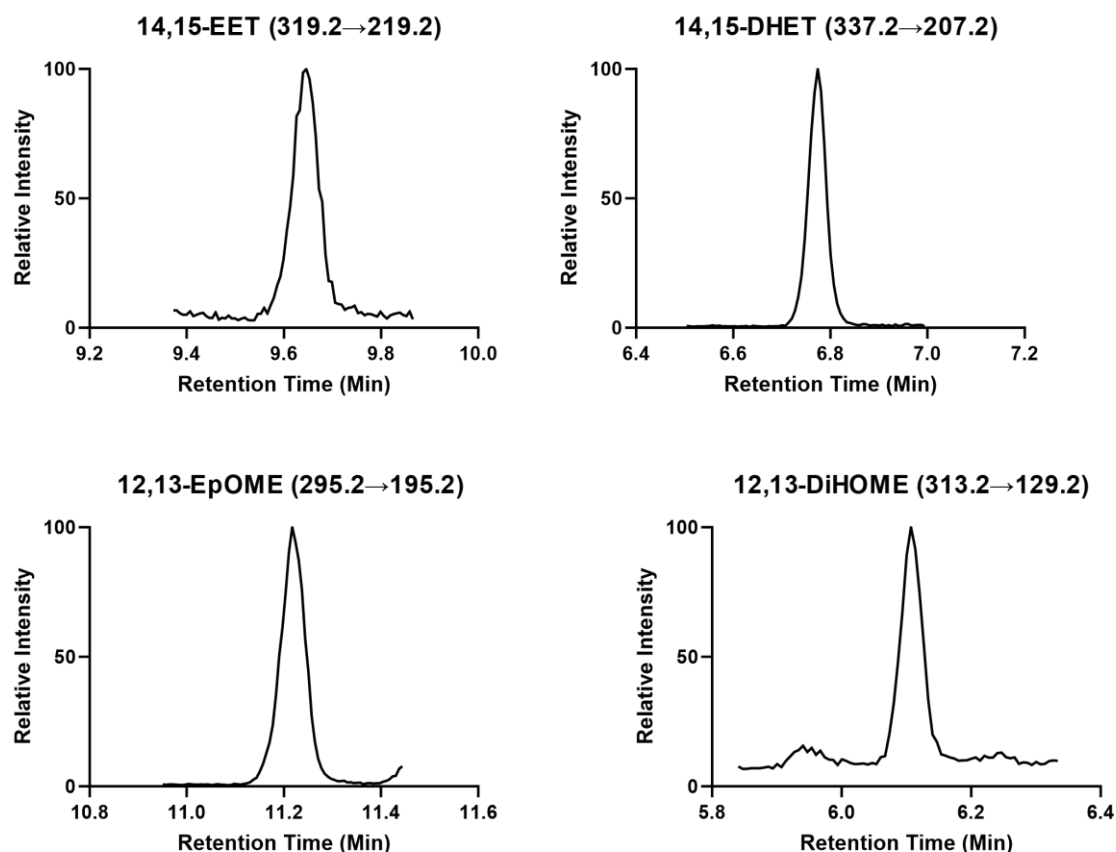 14,15-EET (319.2→219.2)
Relative Intensity
100
50
0
9.2 9.4 9.6 9.8 10.0
Retention Time (Min)
14,15-DHET (337.2→207.2)
Relative Intensity
100
50
0
6.4 6.6 6.8 7.0 7.2
Retention Time (Min)
12,13-EpOME (295.2→195.2)
Relative Intensity
100
50
0
10.8 11.0 11.2 11.4 11.6
Retention Time (Min)
12,13-DiHOME (313.2→129.2)
Relative Intensity
100
50
0
5.8 6.0 6.2 6.4
Retention Time (Min)